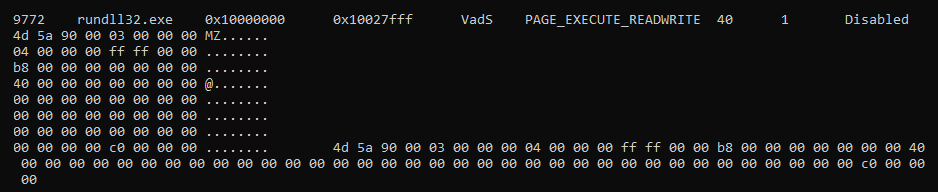 9772 rundll32.exe 0x10000000 0x10027fff VadS PAGE_EXECUTE_READWRITE 40 1 Disabled
4d 5a 90 00 03 00 00 00 MZ......
04 00 00 00 ff ff 00 00 ........
b8 00 00 00 00 00 00 00 ........
40 00 00 00 00 00 00 00 @.......
00 00 00 00 00 00 00 00 ........
00 00 00 00 00 00 00 00 ........
00 00 00 00 00 00 00 00 ........
00 00 00 00 c0 00 00 00 ........ 4d 5a 90 00 03 00 00 00 04 00 00 00 ff ff 00 00 b8 00 00 00 00 00 00 00 40
00 00 00 00 00 00 00 00 00 00 00 00 00 00 00 00 00 00 00 00 00 00 00 00 00 00 00 00 00 00 00 00 00 00 00 c0 00 00
00